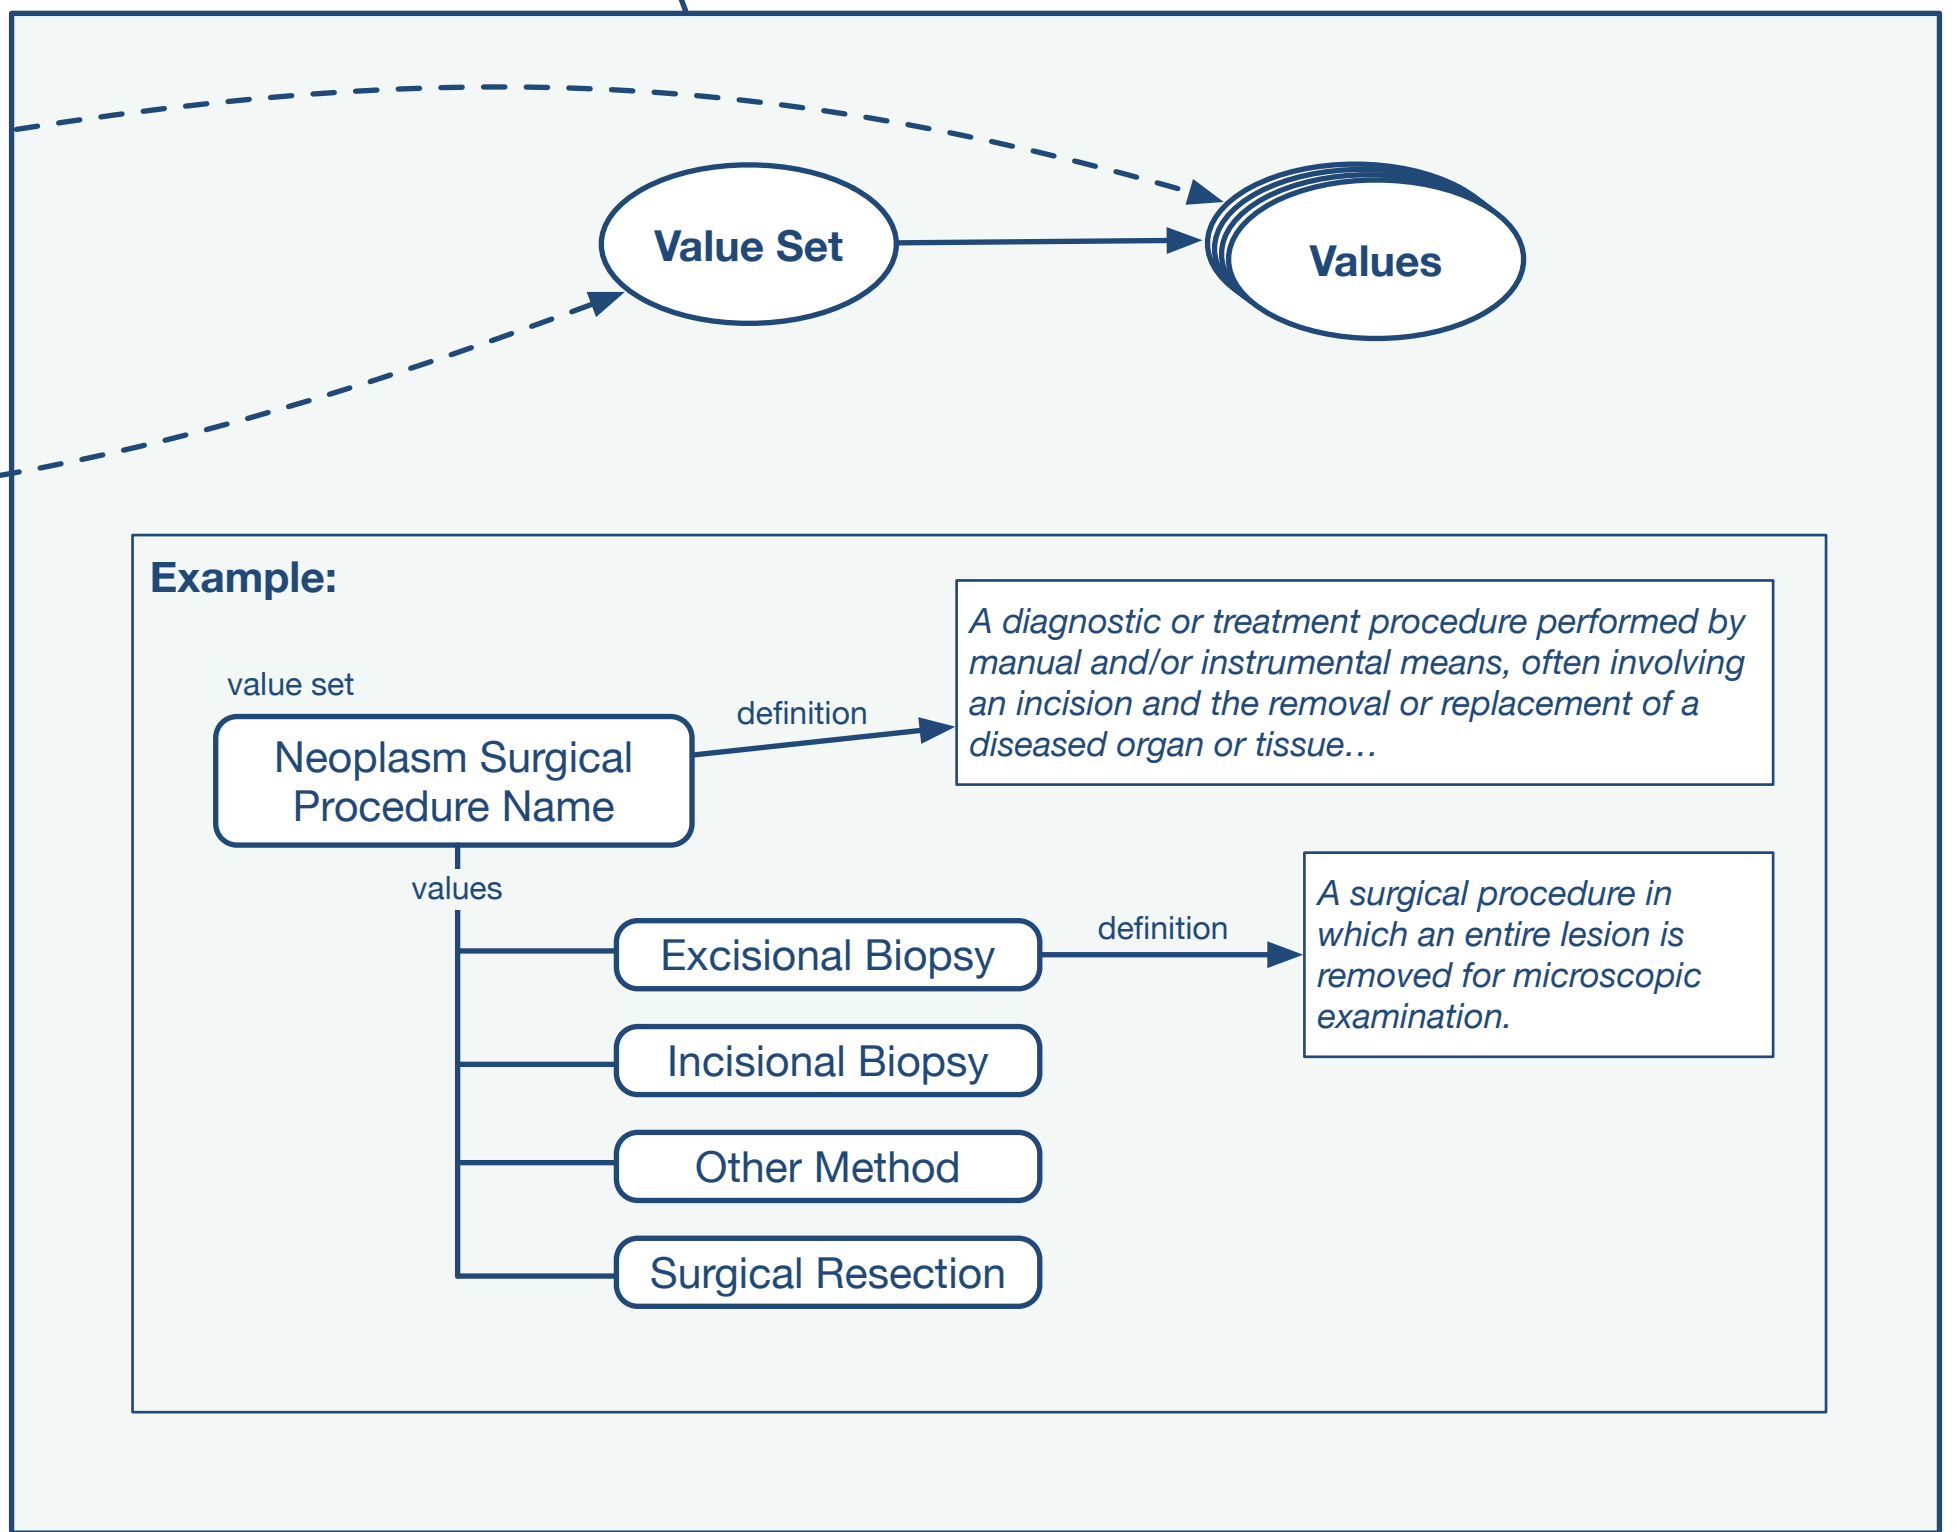 Value Set
Values
Example:
value set
Neoplasm Surgical
Procedure Name
definition
A diagnostic or treatment procedure performed by
manual and/or instrumental means, often involving
an incision and the removal or replacement of a
diseased organ or tissue…
values
Excisional Biopsy
definition
A surgical procedure in
which an entire lesion is
removed for microscopic
examination.
Incisional Biopsy
Other Method
Surgical Resection